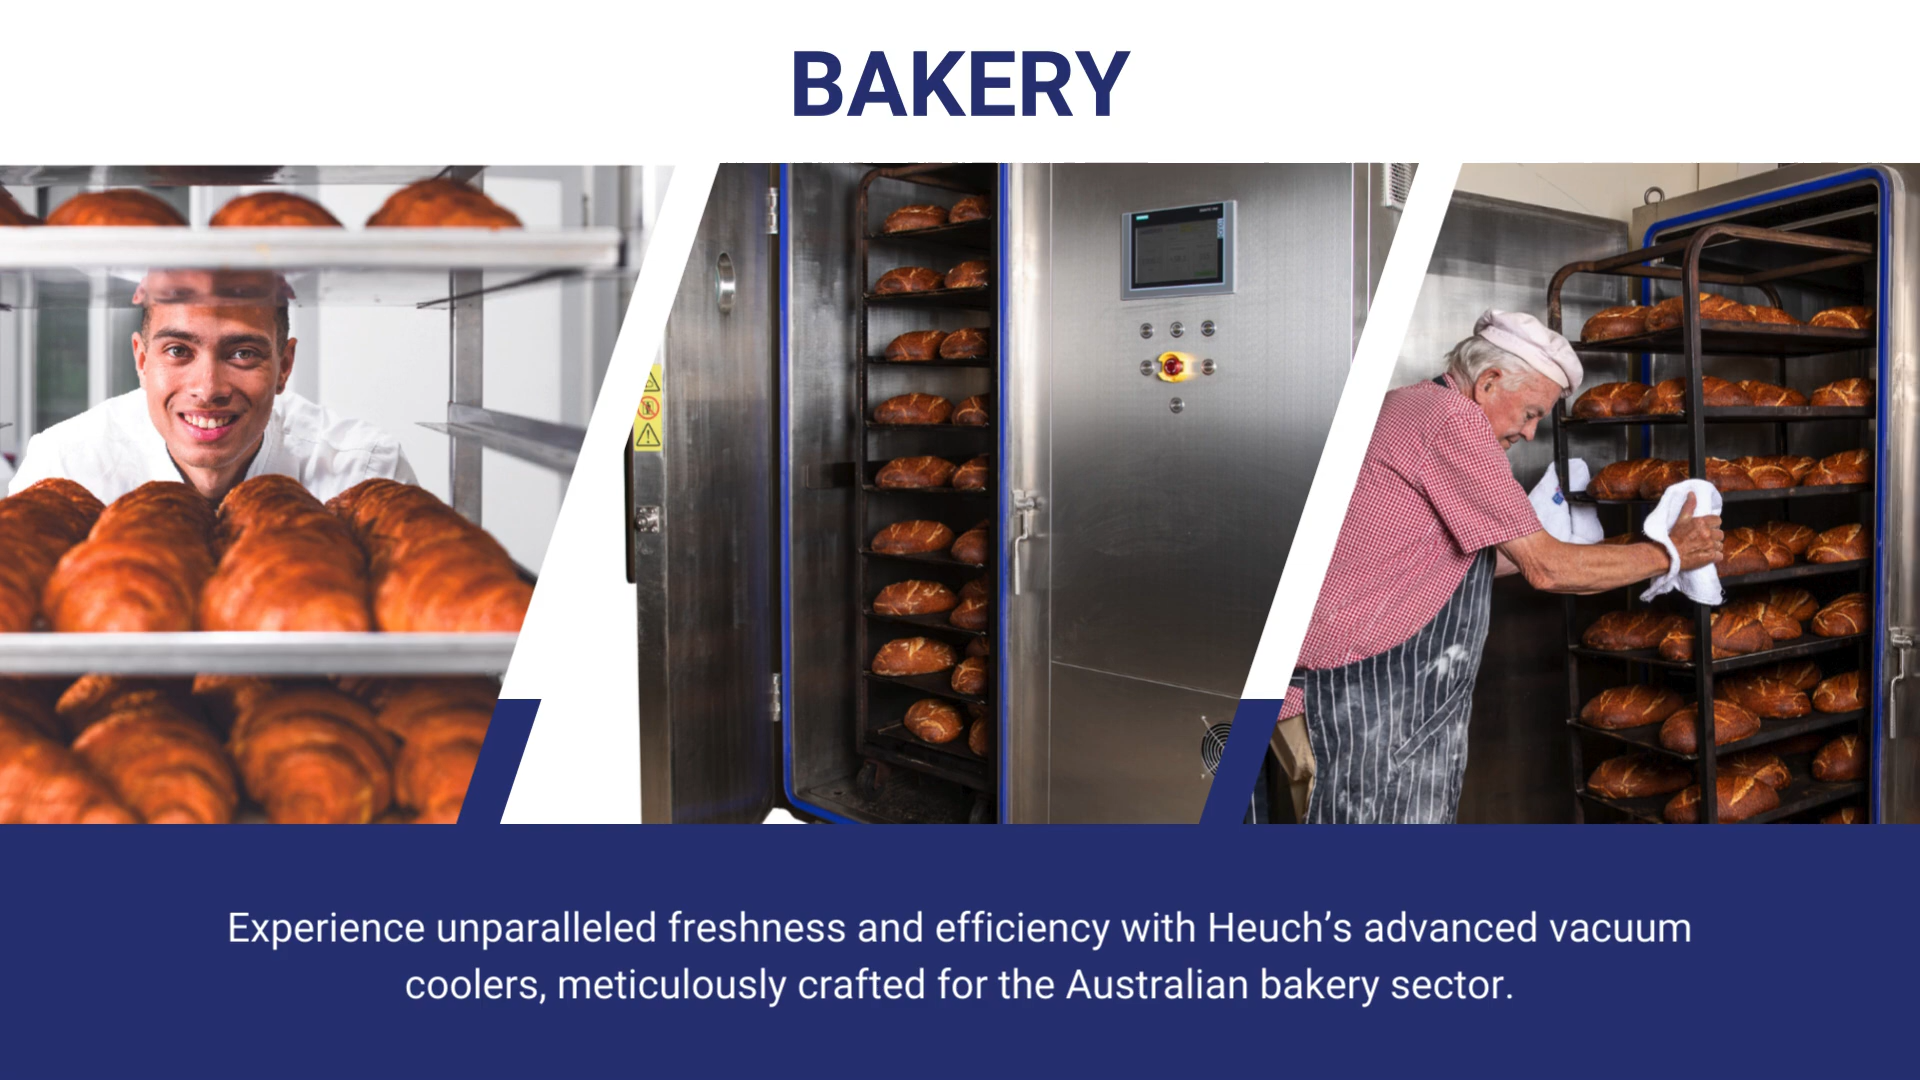 BAKERY
Experience unparalleled freshness and efficiency with Heuch’s advanced vacuum
coolers, meticulously crafted for the Australian bakery sector.